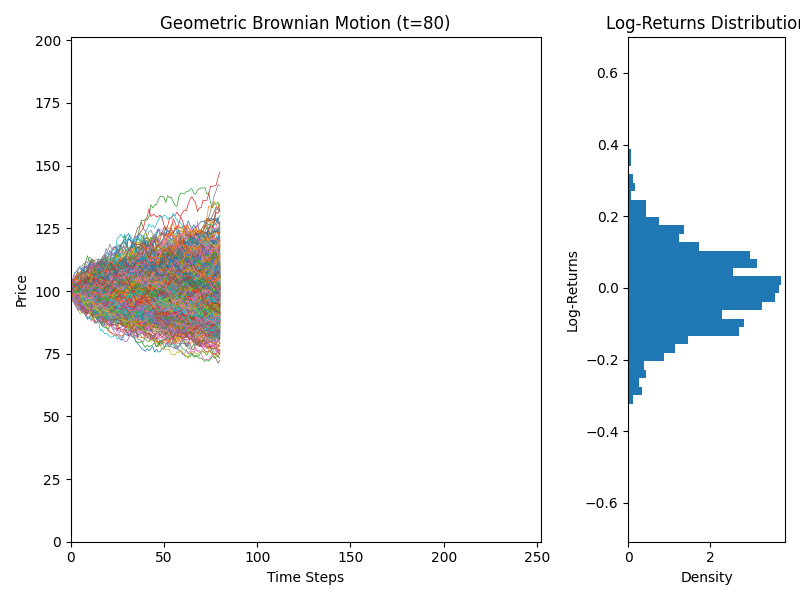 Geometric Brownian Motion (t=80)
Price
200
175
150
125
100
75
50
25
0
0 50 100 150 200 250
Time Steps
Log-Returns Distribution
Log-Returns
0.6
0.4
0.2
0.0
−0.2
−0.4
−0.6
0 2
Density